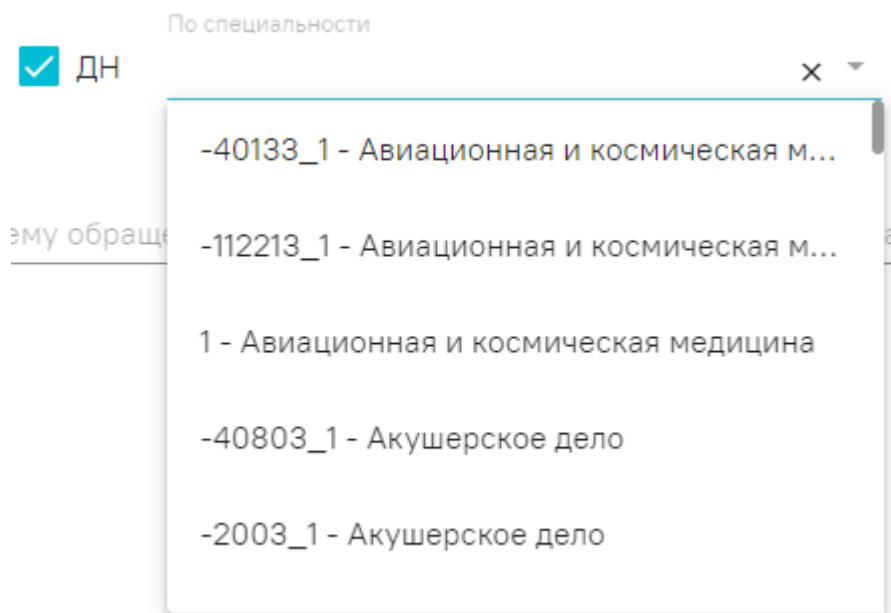 По специальности
ДН
-40133_1 - Авиационная и космическая м...
-112213_1 - Авиационная и космическая м...
ему обраще
1 - Авиационная и космическая медицина
-40803_1 - Акушерское дело
-2003_1 - Акушерское дело